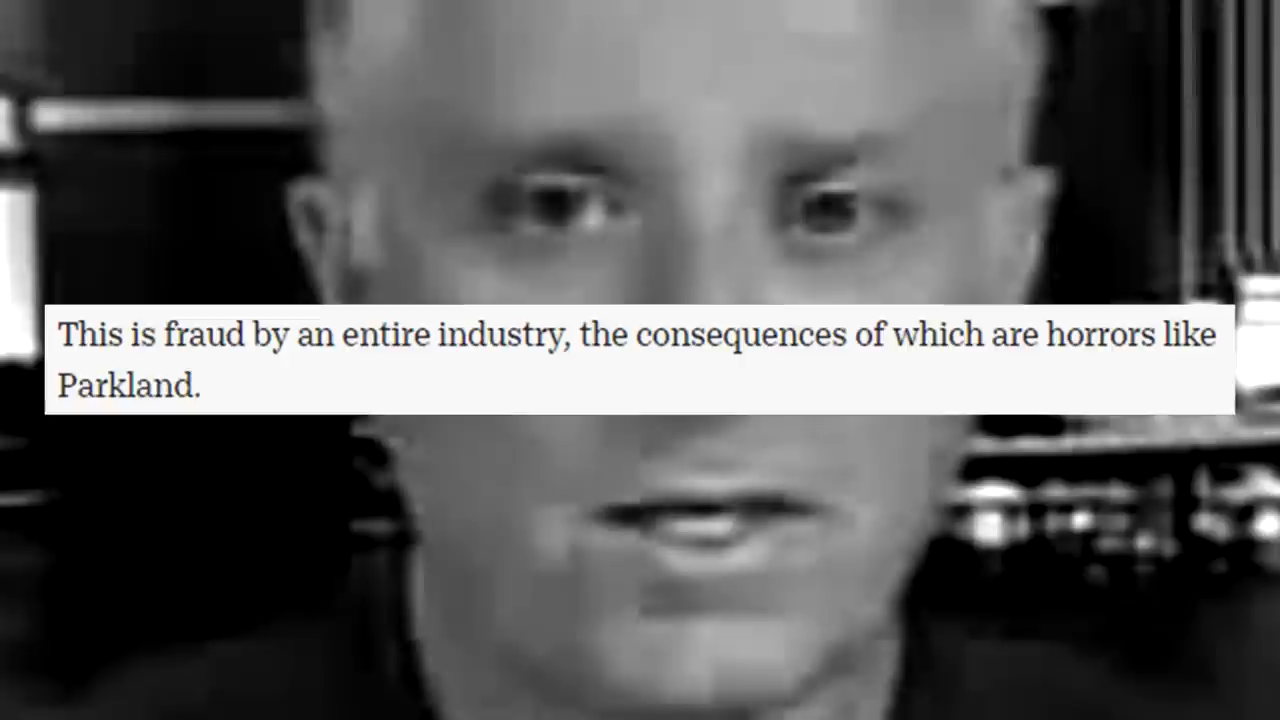 This is fraud by an entire industry, the consequences of which are horrors like
Parkland.